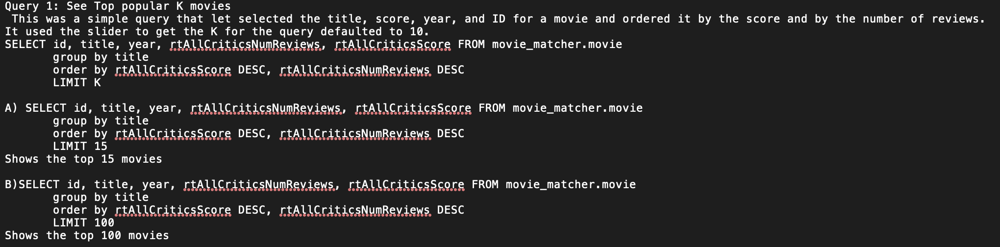 Query 1: See Top popular K movies
This was a simple query that let selected the title, score, year, and ID for a movie and ordered it by the score and by the number of reviews.
It used the slider to get the K for the query defaulted to 10.
SELECT id, title, year, rtAllCriticsNumReviews, rtAllCriticsScore FROM movie_matcher.movie
group by title
order by rtAllCriticsScore DESC, rtAllCriticsNumReviews DESC
LIMIT K
A) SELECT id, title, year, rtAllCriticsNumReviews, rtAllCriticsScore FROM movie_matcher.movie
group by title
order by rtAllCriticsScore DESC, rtAllCriticsNumReviews DESC
LIMIT 15
Shows the top 15 movies
B)SELECT id, title, year, rtAllCriticsNumReviews, rtAllCriticsScore FROM movie_matcher.movie
group by title
order by rtAllCriticsScore DESC, rtAllCriticsNumReviews DESC
LIMIT 100
Shows the top 100 movies